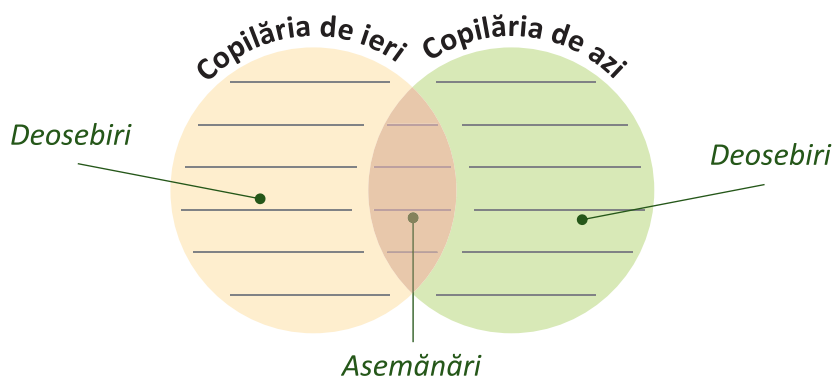 Copilăria de ieri
Copilăria de azi
Deosebiri
Deosebiri
Asemănări